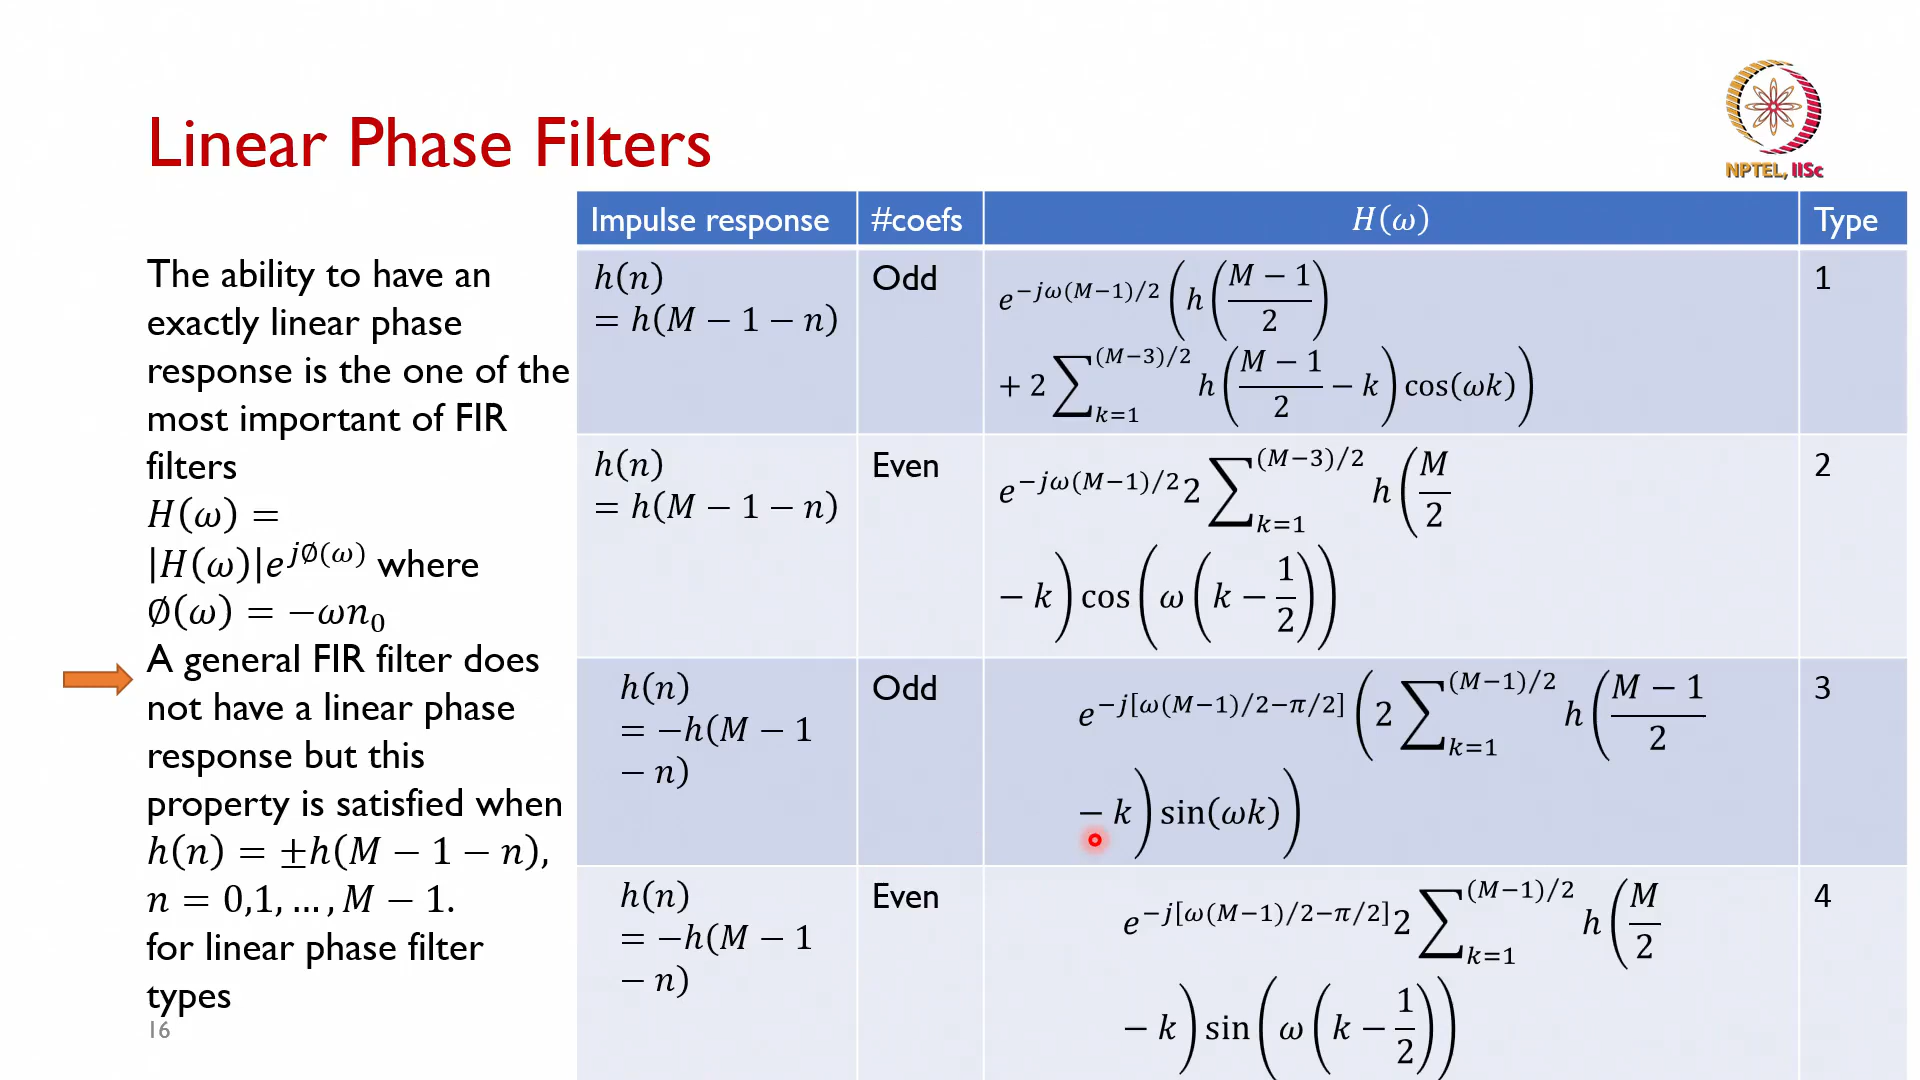 Linear Phase Filters
NPTEL, IISc
The ability to have an
exactly linear phase
response is the one of the
most important of FIR
filters
H(ω) =
|H(ω)|e^{j∅(ω)} where
∅(ω) = −ωn₀
A general FIR filter does
not have a linear phase
response but this
property is satisfied when
h(n) = ±h(M − 1 − n),
n = 0,1, … , M − 1.
for linear phase filter
types
16
Impulse response #coefs H(ω) Type
h(n)
= h(M − 1 − n)
Odd
e^{−jω(M−1)/2} (h((M − 1)/2)
+ 2 ∑_{k=1}^{(M−3)/2} h((M − 1)/2 − k) cos(ωk))
1
h(n)
= h(M − 1 − n)
Even
e^{−jω(M−1)/2} 2 ∑_{k=1}^{(M−3)/2} h(M/2
− k) cos(ω(k − 1/2))
2
h(n)
= −h(M − 1
− n)
Odd
e^{−j[ω(M−1)/2−π/2]} (2 ∑_{k=1}^{(M−1)/2} h((M − 1)/2
− k) sin(ωk))
3
h(n)
= −h(M − 1
− n)
Even
e^{−j[ω(M−1)/2−π/2]} 2 ∑_{k=1}^{(M−1)/2} h(M/2
− k) sin(ω(k − 1/2))
4